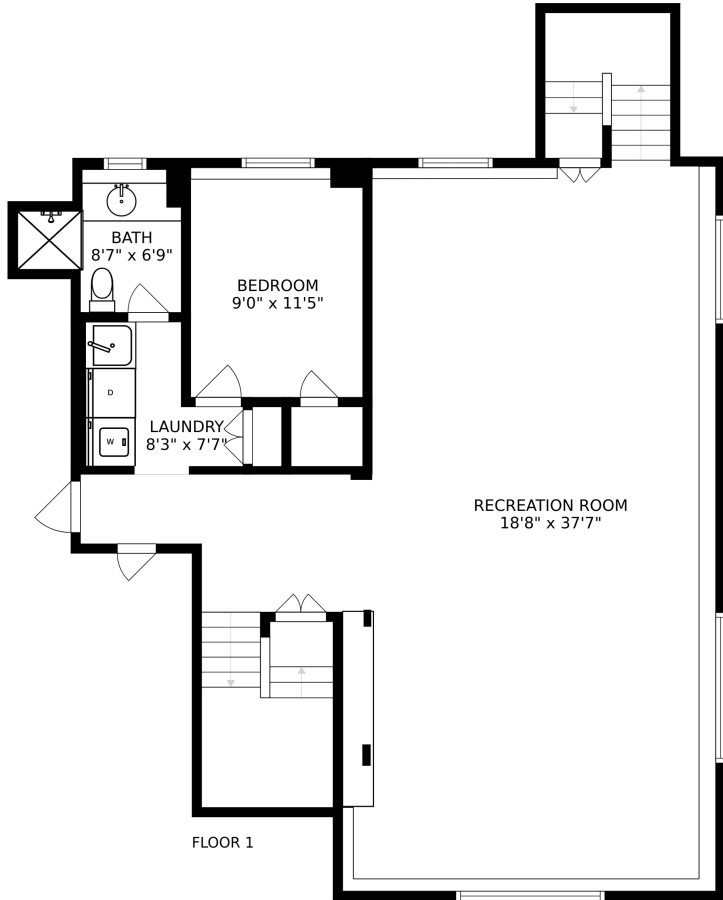 BATH
8'7" x 6'9"
BEDROOM
9'0" x 11'5"
D
LAUNDRY
8'3" x 7'7"
W
RECREATION ROOM
18'8" x 37'7"
FLOOR 1